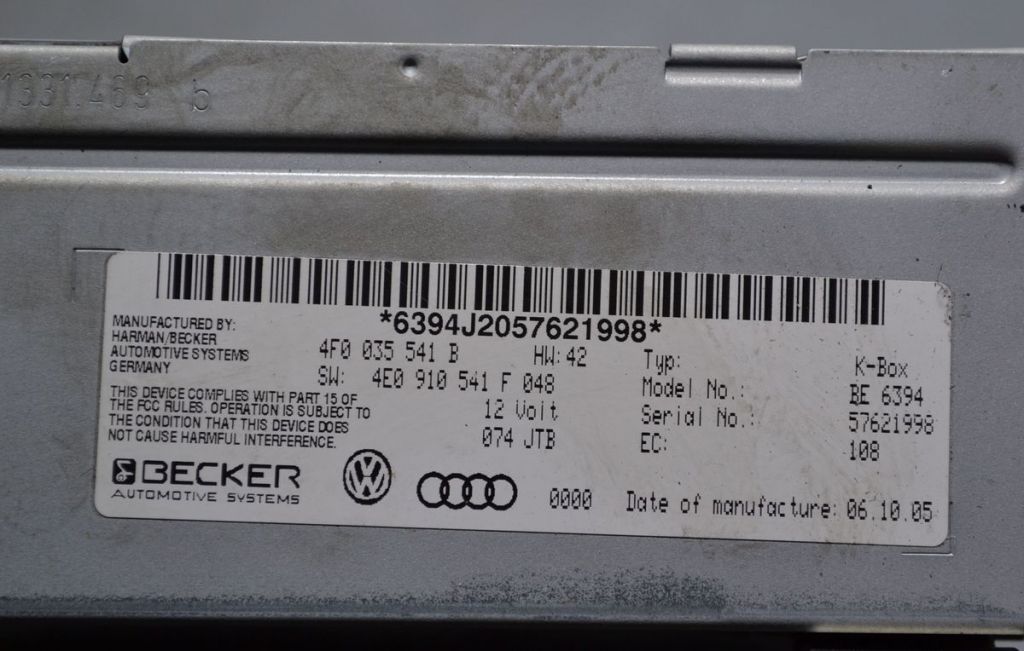 1331.469 b
*6394J2057621998*
MANUFACTURED BY:
HARMAN/BECKER
AUTOMOTIVE SYSTEMS
GERMANY
4F0 035 541 B HW: 42
SW: 4E0 910 541 F 048
12 Volt
074 JTB
THIS DEVICE COMPLIES WITH PART 15 OF
THE FCC RULES. OPERATION IS SUBJECT TO
THE CONDITION THAT THIS DEVICE DOES
NOT CAUSE HARMFUL INTERFERENCE.
Typ: K-Box
Model No.: BE 6394
Serial No.: 57621998
EC: 108
BECKER
AUTOMOTIVE SYSTEMS
VW
0000 Date of manufacture: 06.10.05